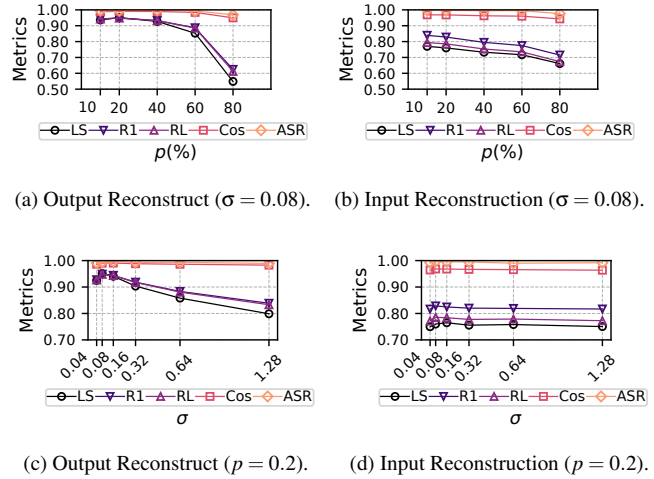 1.00
0.90
0.80
0.70
0.60
0.50
Metrics
10 20 40 60 80
LS R1 RL Cos ASR
p(%)
(a) Output Reconstruct (σ = 0.08).
1.00
0.90
0.80
0.70
0.60
0.50
Metrics
10 20 40 60 80
LS R1 RL Cos ASR
p(%)
(b) Input Reconstruction (σ = 0.08).
1.00
0.90
0.80
0.70
Metrics
0.04 0.08 0.16 0.32 0.64 1.28
LS R1 RL Cos ASR
σ
(c) Output Reconstruct (p = 0.2).
1.00
0.90
0.80
0.70
Metrics
0.04 0.08 0.16 0.32 0.64 1.28
LS R1 RL Cos ASR
σ
(d) Input Reconstruction (p = 0.2).